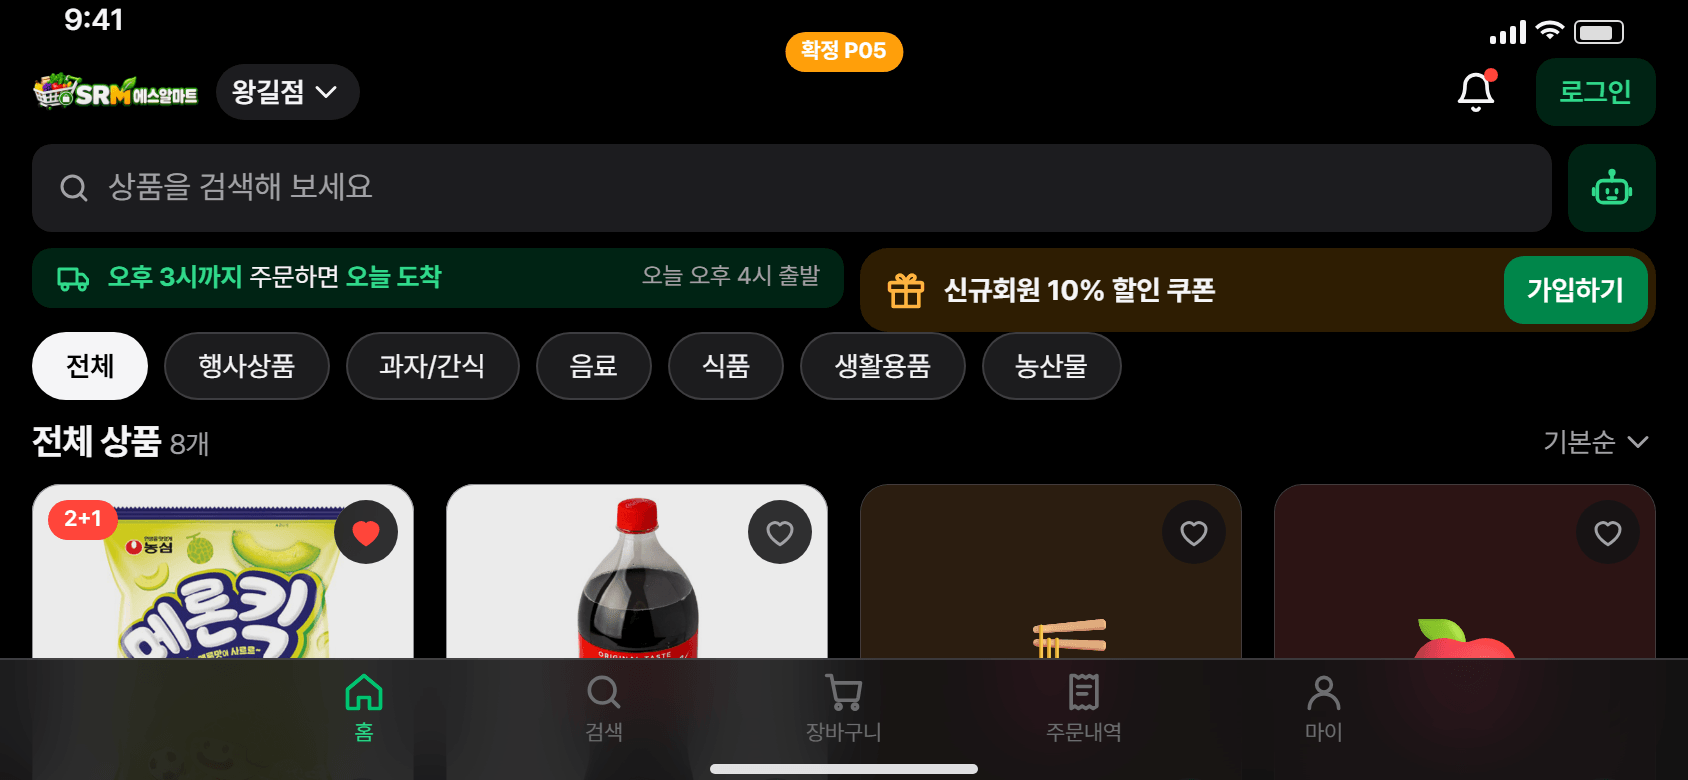 9:41
확정 P05
SRM 에스알마트
왕길점
로그인
상품을 검색해 보세요
오후 3시까지 주문하면 오늘 도착
오늘 오후 4시 출발
신규회원 10% 할인 쿠폰
가입하기
전체
행사상품
과자/간식
음료
식품
생활용품
농산물
전체 상품 8개
기본순
2+1
농심
메론킥
ORIGINAL TASTE
홈
검색
장바구니
주문내역
마이